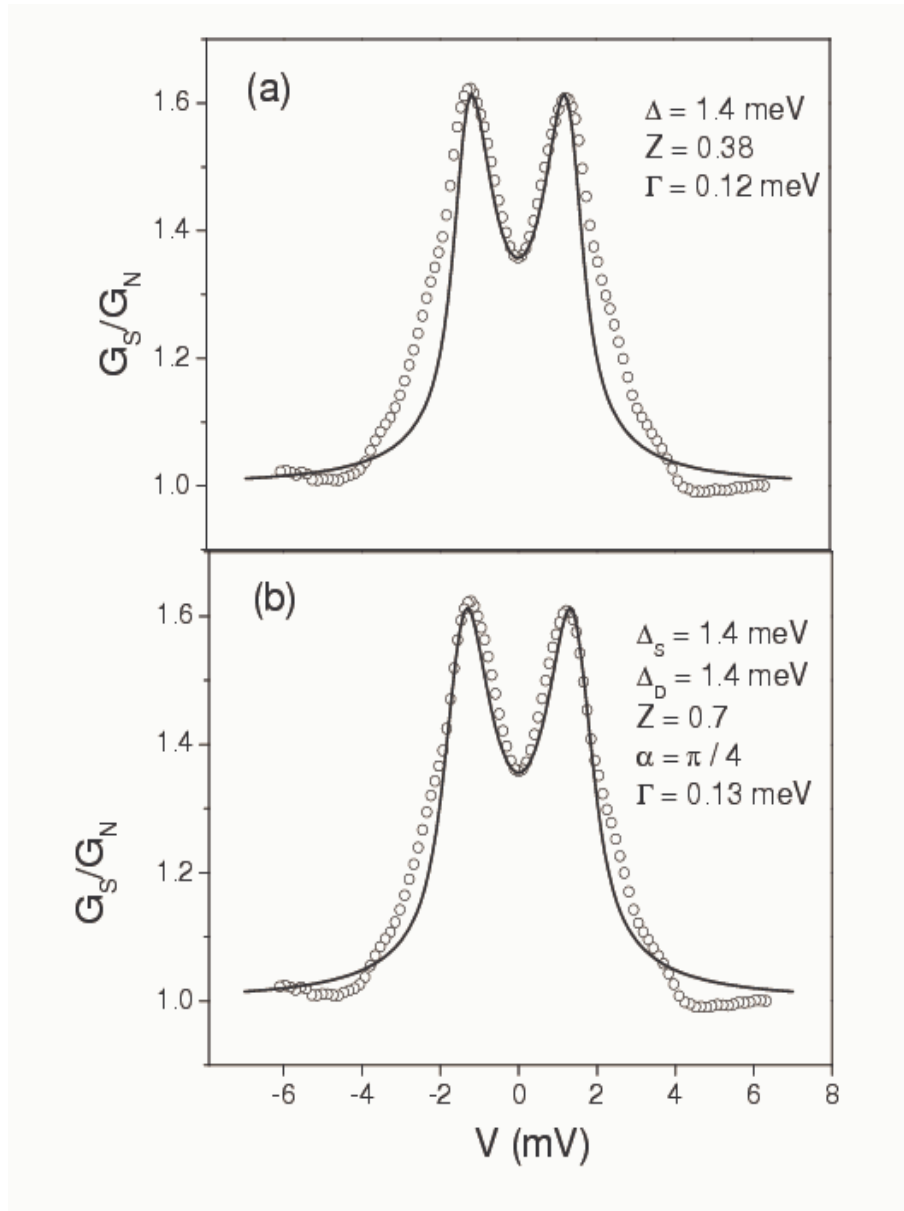 (a)
Δ = 1.4 meV
Z = 0.38
Γ = 0.12 meV
1.6
1.4
1.2
1.0
G_S/G_N
(b)
Δ_S = 1.4 meV
Δ_D = 1.4 meV
Z = 0.7
α = π / 4
Γ = 0.13 meV
1.6
1.4
1.2
1.0
G_S/G_N
-6 -4 -2 0 2 4 6 8
V (mV)